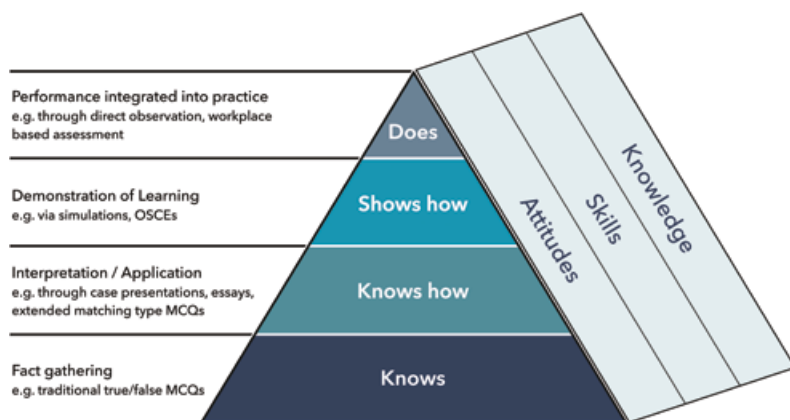 Performance integrated into practice
e.g. through direct observation, workplace
based assessment
Does
Demonstration of Learning
e.g. via simulations, OSCEs
Shows how
Interpretation / Application
e.g. through case presentations, essays,
extended matching type MCQs
Knows how
Fact gathering
e.g. traditional true/false MCQs
Knows
Attitudes
Skills
Knowledge